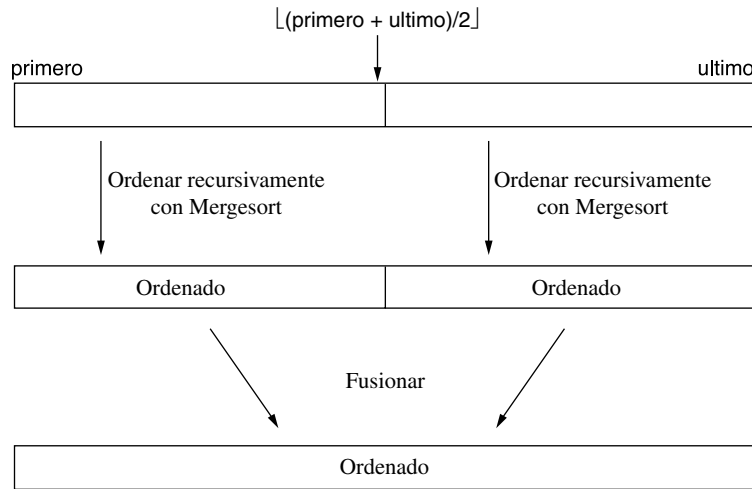 ⌊(primero + ultimo)/2⌋
primero
ultimo
Ordenar recursivamente
con Mergesort
Ordenar recursivamente
con Mergesort
Ordenado
Ordenado
Fusionar
Ordenado